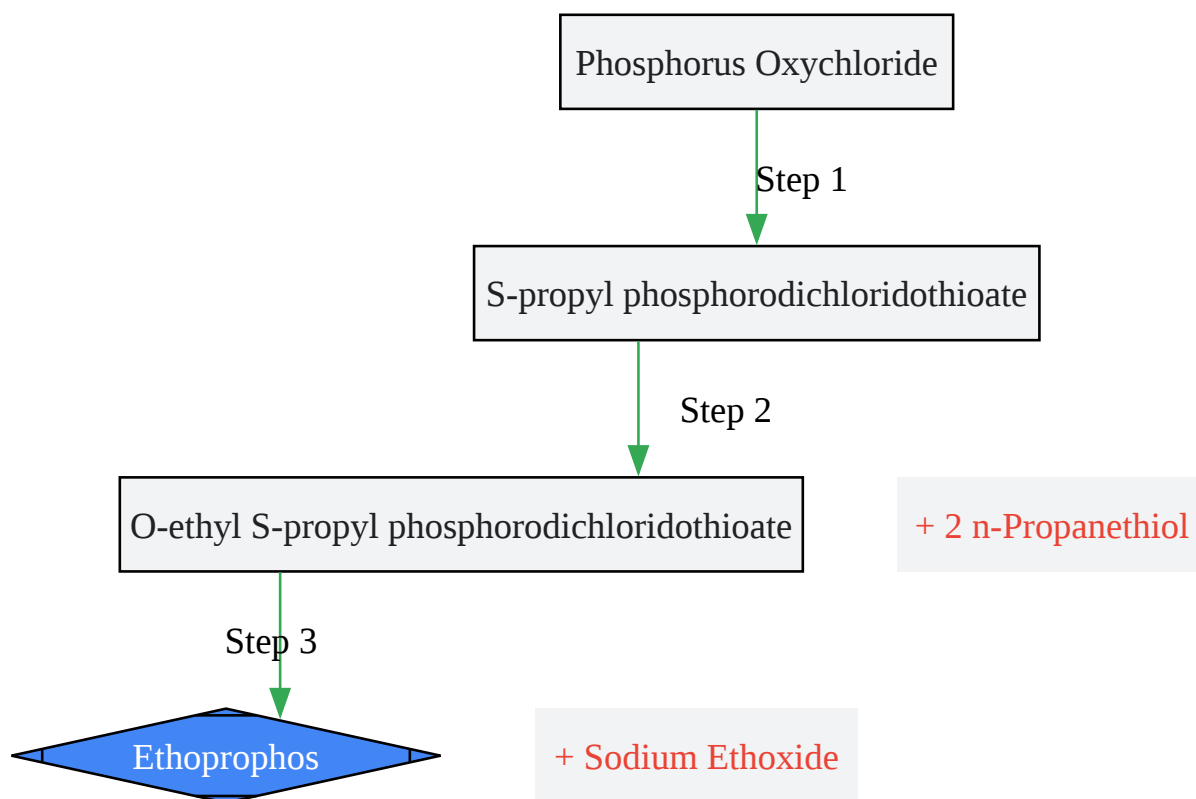 Phosphorus Oxychloride
Step 1
S-propyl phosphorodichloridothioate
Step 2
O-ethyl S-propyl phosphorodichloridothioate
+ 2 n-Propanethiol
Step 3
Ethoprophos
+ Sodium Ethoxide